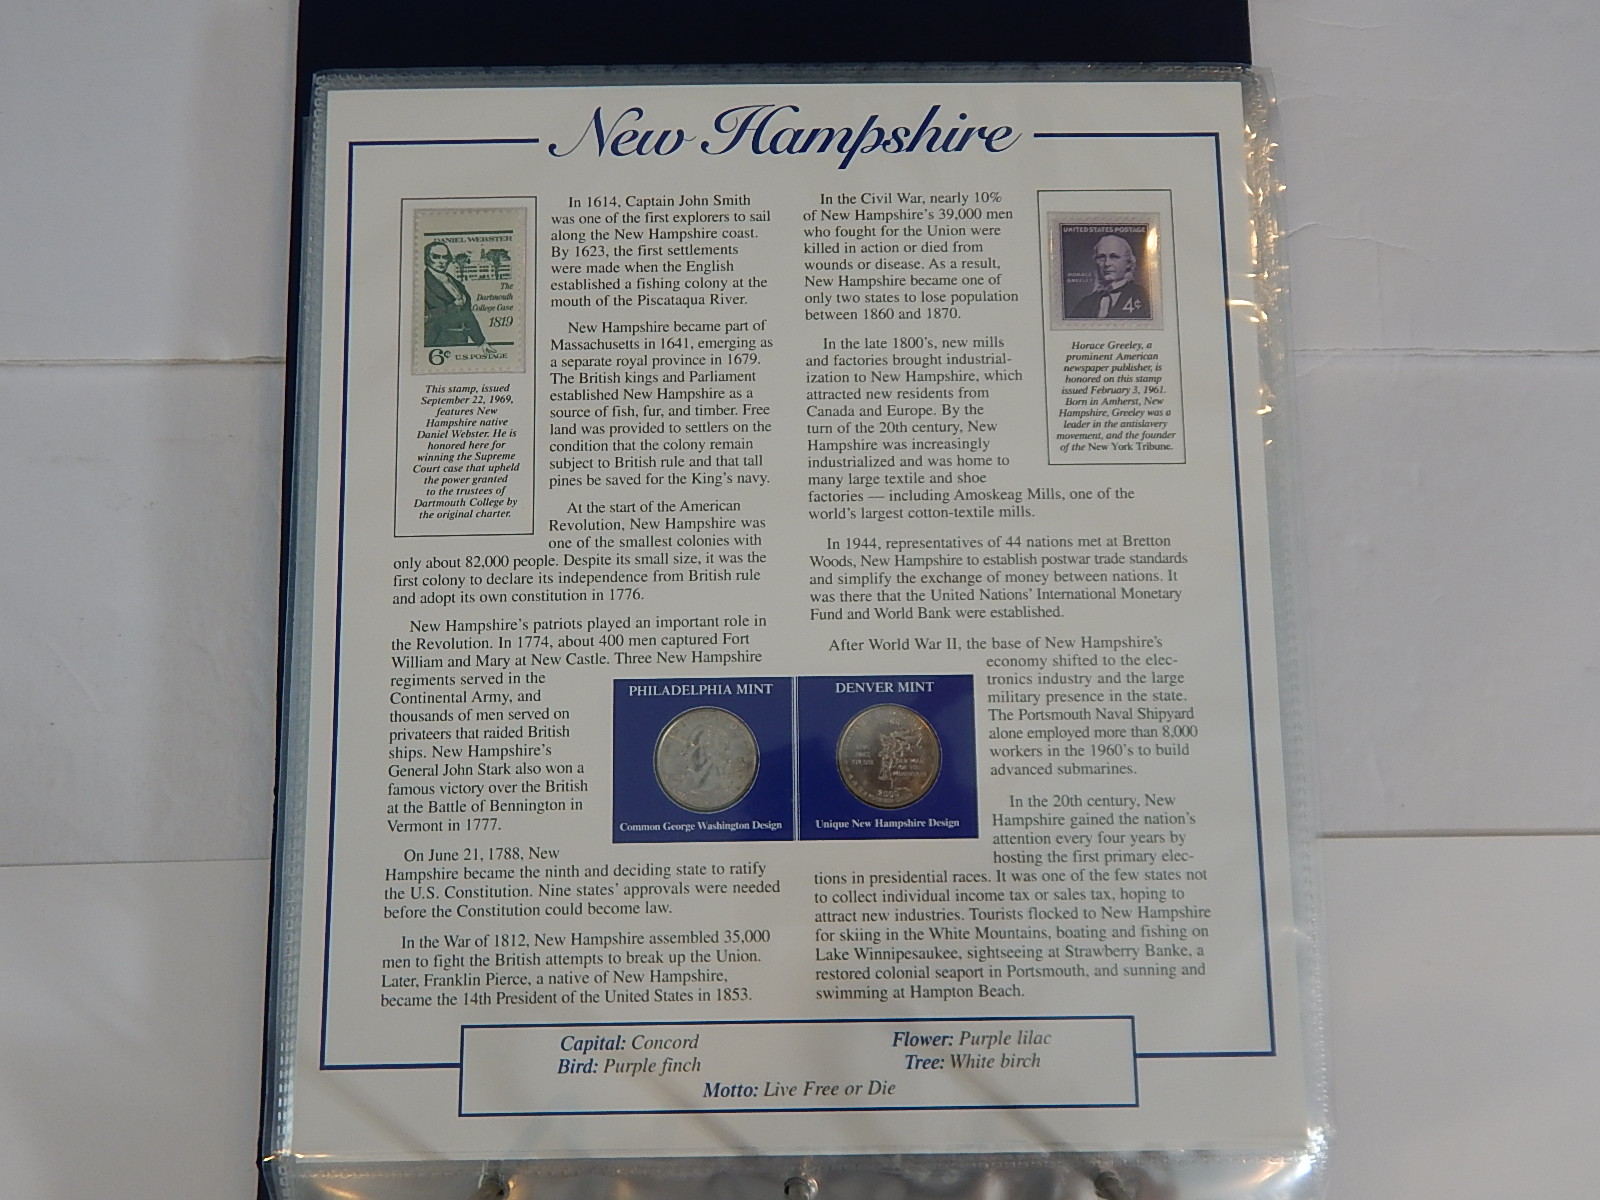 New Hampshire
DANIEL WEBSTER
The
Dartmouth
College Case
1819
6¢ U.S. POSTAGE
This stamp, issued
September 22, 1969,
features New
Hampshire native
Daniel Webster. He is
honored here for
winning the Supreme
Court case that upheld
the power granted
to the trustees of
Dartmouth College by
the original charter.
In 1614, Captain John Smith
was one of the first explorers to sail
along the New Hampshire coast.
By 1623, the first settlements
were made when the English
established a fishing colony at the
mouth of the Piscataqua River.
New Hampshire became part of
Massachusetts in 1641, emerging as
a separate royal province in 1679.
The British kings and Parliament
established New Hampshire as a
source of fish, fur, and timber. Free
land was provided to settlers on the
condition that the colony remain
subject to British rule and that tall
pines be saved for the King's navy.
At the start of the American
Revolution, New Hampshire was
one of the smallest colonies with
only about 82,000 people. Despite its small size, it was the
first colony to declare its independence from British rule
and adopt its own constitution in 1776.
New Hampshire's patriots played an important role in
the Revolution. In 1774, about 400 men captured Fort
William and Mary at New Castle. Three New Hampshire
regiments served in the
Continental Army, and
thousands of men served on
privateers that raided British
ships. New Hampshire's
General John Stark also won a
famous victory over the British
at the Battle of Bennington in
Vermont in 1777.
On June 21, 1788, New
Hampshire became the ninth and deciding state to ratify
the U.S. Constitution. Nine states' approvals were needed
before the Constitution could become law.
In the War of 1812, New Hampshire assembled 35,000
men to fight the British attempts to break up the Union.
Later, Franklin Pierce, a native of New Hampshire,
became the 14th President of the United States in 1853.
In the Civil War, nearly 10%
of New Hampshire's 39,000 men
who fought for the Union were
killed in action or died from
wounds or disease. As a result,
New Hampshire became one of
only two states to lose population
between 1860 and 1870.
In the late 1800's, new mills
and factories brought industrial-
ization to New Hampshire, which
attracted new residents from
Canada and Europe. By the
turn of the 20th century, New
Hampshire was increasingly
industrialized and was home to
many large textile and shoe
factories — including Amoskeag Mills, one of the
world's largest cotton-textile mills.
UNITED STATES POSTAGE
HORACE
GREELEY
4¢
Horace Greeley, a
prominent American
newspaper publisher, is
honored on this stamp
issued February 3, 1961.
Born in Amherst, New
Hampshire, Greeley was a
leader in the antislavery
movement, and the founder
of the New York Tribune.
In 1944, representatives of 44 nations met at Bretton
Woods, New Hampshire to establish postwar trade standards
and simplify the exchange of money between nations. It
was there that the United Nations' International Monetary
Fund and World Bank were established.
After World War II, the base of New Hampshire's
economy shifted to the elec-
tronics industry and the large
military presence in the state.
The Portsmouth Naval Shipyard
alone employed more than 8,000
workers in the 1960's to build
advanced submarines.
In the 20th century, New
Hampshire gained the nation's
attention every four years by
hosting the first primary elec-
tions in presidential races. It was one of the few states not
to collect individual income tax or sales tax, hoping to
attract new industries. Tourists flocked to New Hampshire
for skiing in the White Mountains, boating and fishing on
Lake Winnipesaukee, sightseeing at Strawberry Banke, a
restored colonial seaport in Portsmouth, and sunning and
swimming at Hampton Beach.
PHILADELPHIA MINT
Common George Washington Design
DENVER MINT
2000
Unique New Hampshire Design
Capital: Concord
Flower: Purple lilac
Bird: Purple finch
Tree: White birch
Motto: Live Free or Die